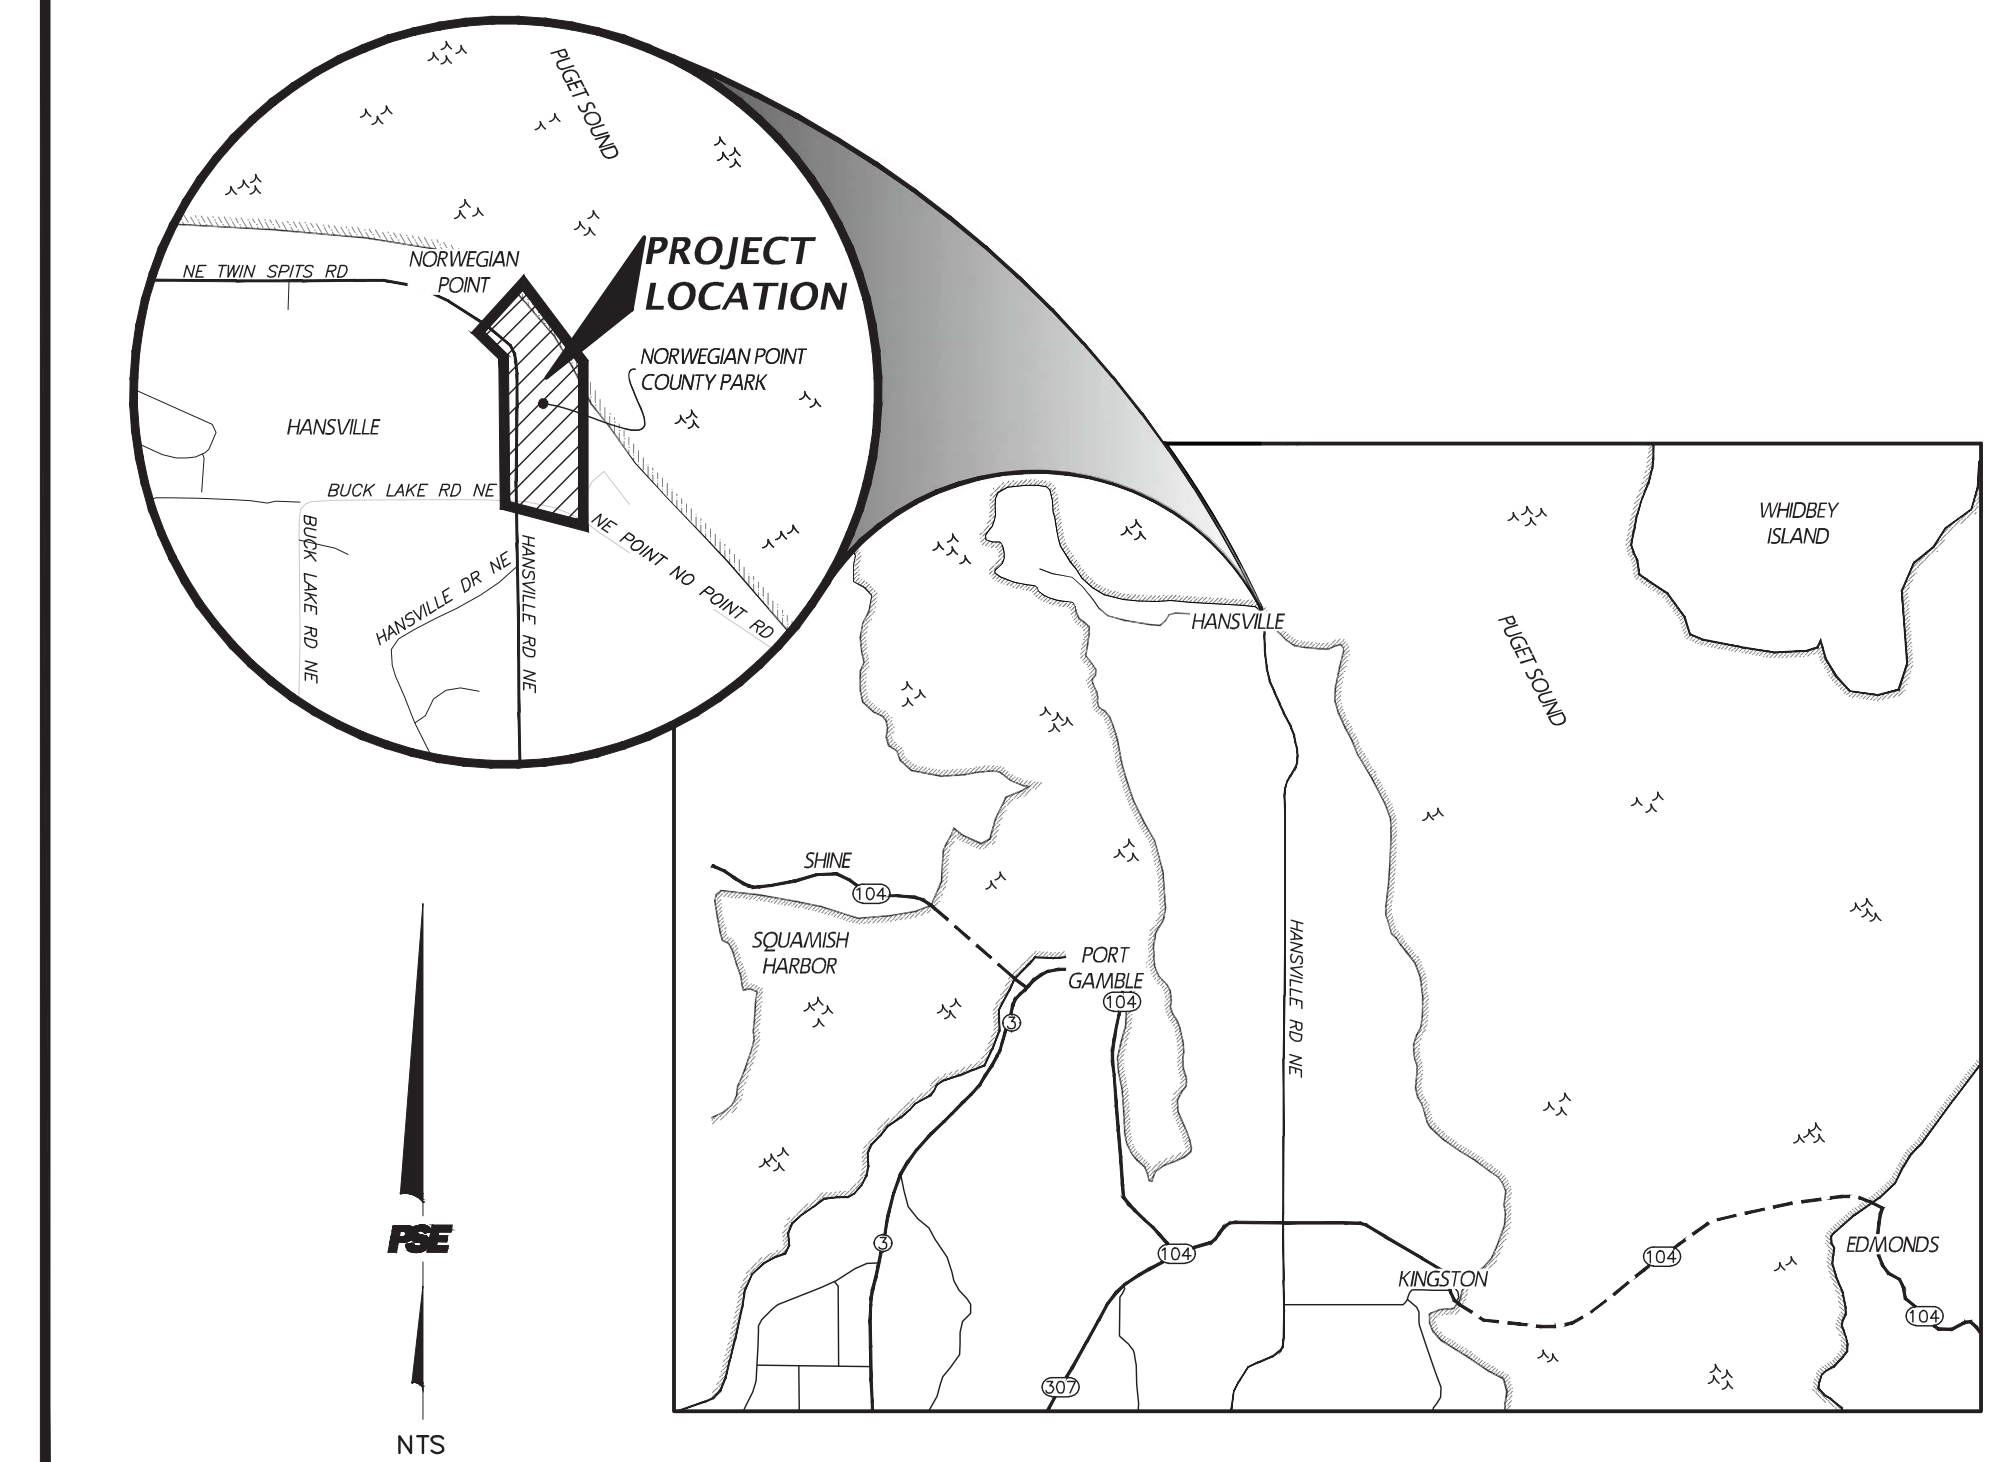 PUGET SOUND
NORWEGIAN
POINT
NE TWIN SPITS RD
PROJECT
LOCATION
NORWEGIAN POINT
COUNTY PARK
HANSVILLE
BUCK LAKE RD NE
BUCK LAKE RD NE
HANSVILLE DR NE
HANSVILLE RD NE
NE POINT NO POINT RD
WHIDBEY
ISLAND
HANSVILLE
PUGET SOUND
SHINE
104
SQUAMISH
HARBOR
PORT
GAMBLE
104
3
HANSVILLE RD NE
3
104
KINGSTON
104
EDMONDS
104
307
PSE
NTS